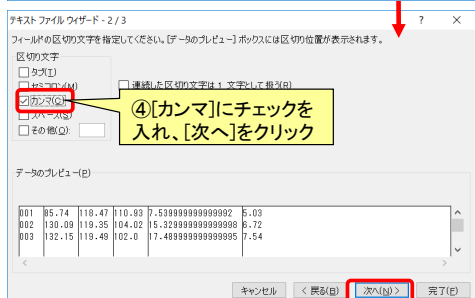 テキスト ファイル ウィザード - 2 / 3 ? ×
フィールドの区切り文字を指定してください。[データのプレビュー] ボックスには区切り位置が表示されます。
区切り文字
タブ(T)
セミコロン(M) 連続した区切り文字は 1 文字として扱う(R)
カンマ(C)
スペース(S)
その他(O):
④[カンマ]にチェックを
入れ、[次へ]をクリック
データのプレビュー(P)
001 85.74 118.47 110.93 7.539999999999992 5.03
002 130.09 119.35 104.02 15.329999999999998 6.72
003 132.15 119.49 102.0 17.489999999999995 7.54
キャンセル < 戻る(B) 次へ(N) > 完了(F)